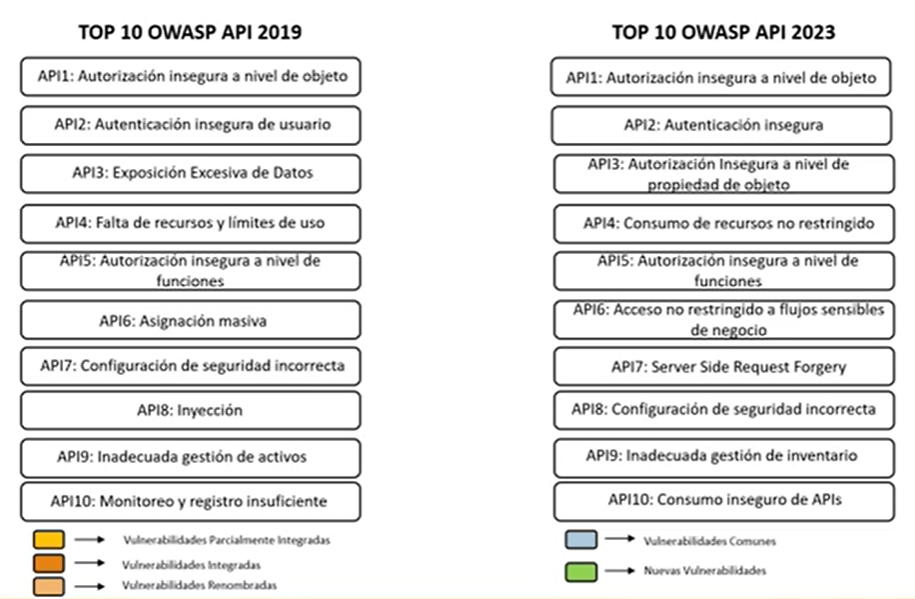 TOP 10 OWASP API 2019
API1: Autorización insegura a nivel de objeto
API2: Autenticación insegura de usuario
API3: Exposición Excesiva de Datos
API4: Falta de recursos y límites de uso
API5: Autorización insegura a nivel de
funciones
API6: Asignación masiva
API7: Configuración de seguridad incorrecta
API8: Inyección
API9: Inadecuada gestión de activos
API10: Monitoreo y registro insuficiente
Vulnerabilidades Parcialmente Integradas
Vulnerabilidades Integradas
Vulnerabilidades Renombradas
TOP 10 OWASP API 2023
API1: Autorización insegura a nivel de objeto
API2: Autenticación insegura
API3: Autorización Insegura a nivel de
propiedad de objeto
API4: Consumo de recursos no restringido
API5: Autorización insegura a nivel de
funciones
API6: Acceso no restringido a flujos sensibles
de negocio
API7: Server Side Request Forgery
API8: Configuración de seguridad incorrecta
API9: Inadecuada gestión de inventario
API10: Consumo inseguro de APIs
Vulnerabilidades Comunes
Nuevas Vulnerabilidades